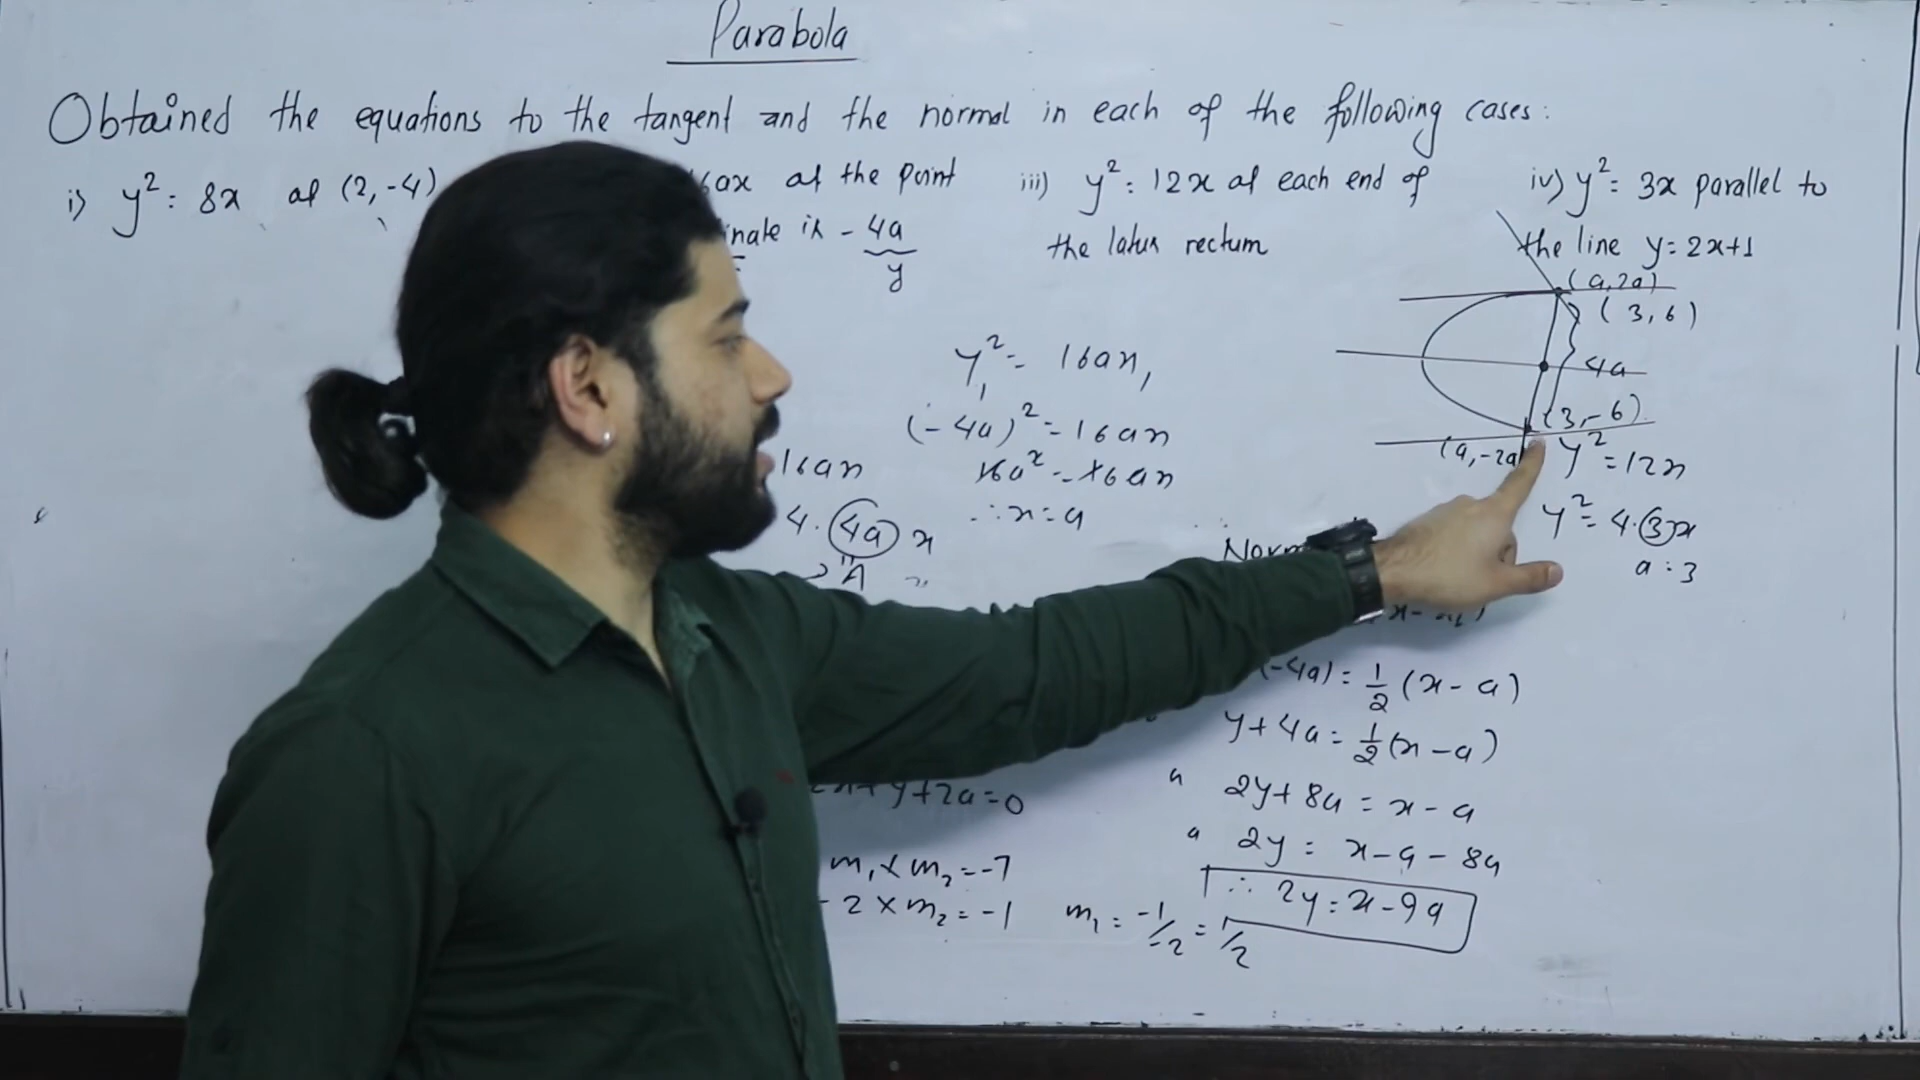 Parabola
Obtained the equations to the tangent and the normal in each of the following cases:
i) y² = 8x at (2,-4)
6ax at the point
nate is -4a
y
iii) y² = 12x at each end of
the latus rectum
iv) y² = 3x parallel to
the line y = 2x+1
(a,2a)
(3,6)
4a
(3,-6)
(a,-2a
y² = 12x
y² = 4·3x
a = 3
y₁² = 16ax₁
(-4a)² = 16ax
16a² = 16ax
∴ x = a
16ax
4·4a x
A
Norm
(-4a) = 1/2 (x-a)
y+4a = 1/2 (x-a)
2y+8a = x-a
2y = x-a-8a
∴ 2y = x-9a
y+2a=0
m₁×m₂=-1
-2×m₂=-1
m₂ = -1/-2 = 1/2